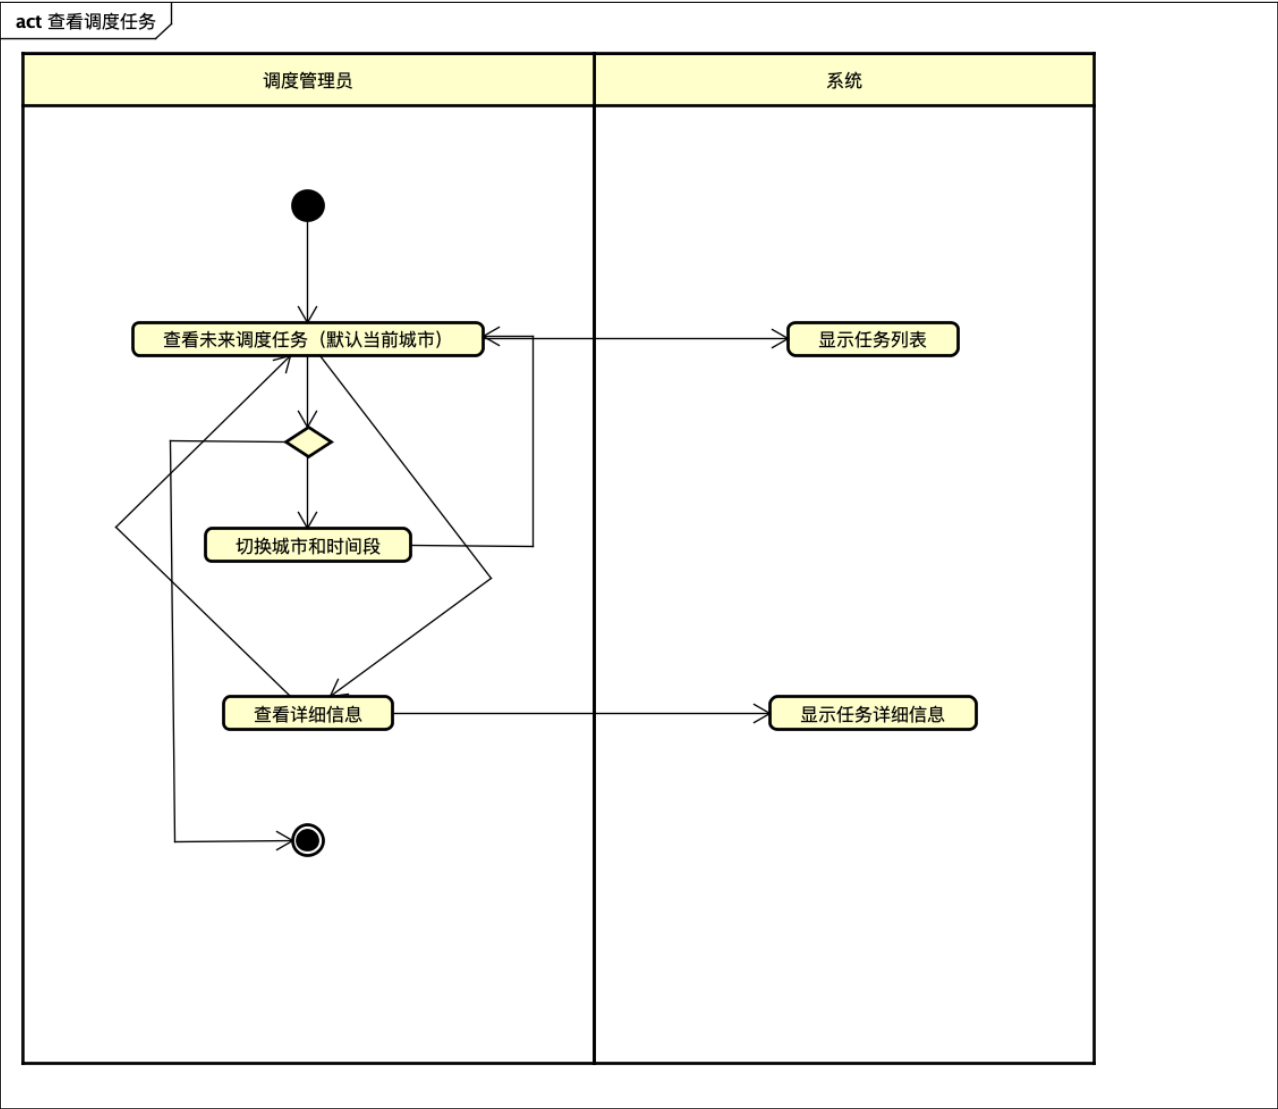 act 查看调度任务
调度管理员
系统
查看未来调度任务（默认当前城市）
显示任务列表
切换城市和时间段
查看详细信息
显示任务详细信息